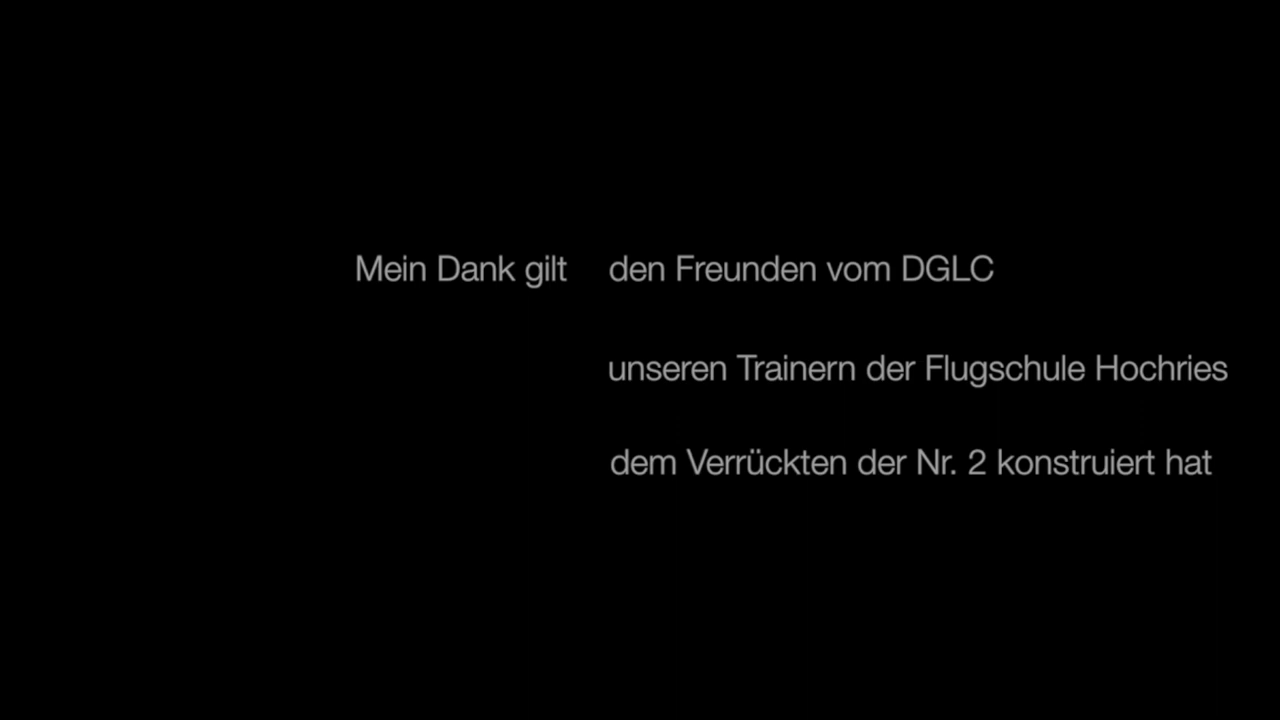 Mein Dank gilt den Freunden vom DGLC
unseren Trainern der Flugschule Hochries
dem Verrückten der Nr. 2 konstruiert hat